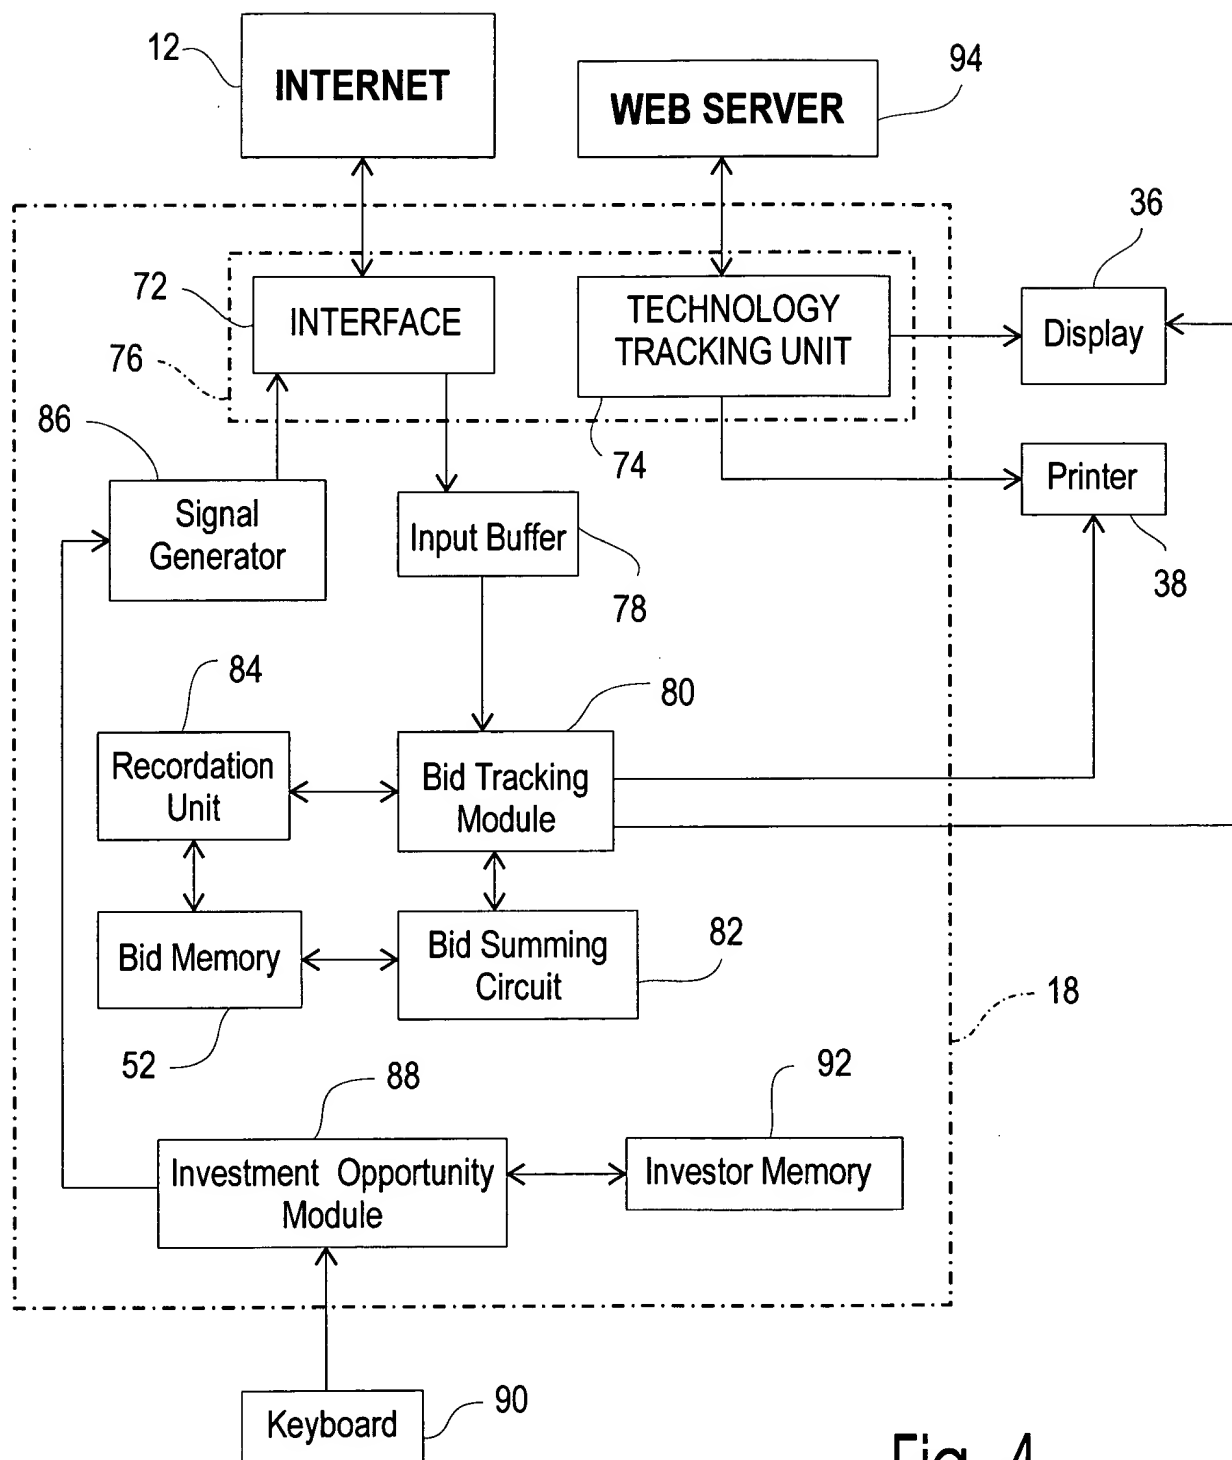 12
INTERNET
WEB SERVER
94
36
72
INTERFACE
TECHNOLOGY
TRACKING UNIT
Display
76
86
74
Printer
Signal
Generator
Input Buffer
78
38
84
80
Recordation
Unit
Bid Tracking
Module
Bid Memory
Bid Summing
Circuit
82
18
52
88
92
Investment Opportunity
Module
Investor Memory
Keyboard
90
Fig. 4